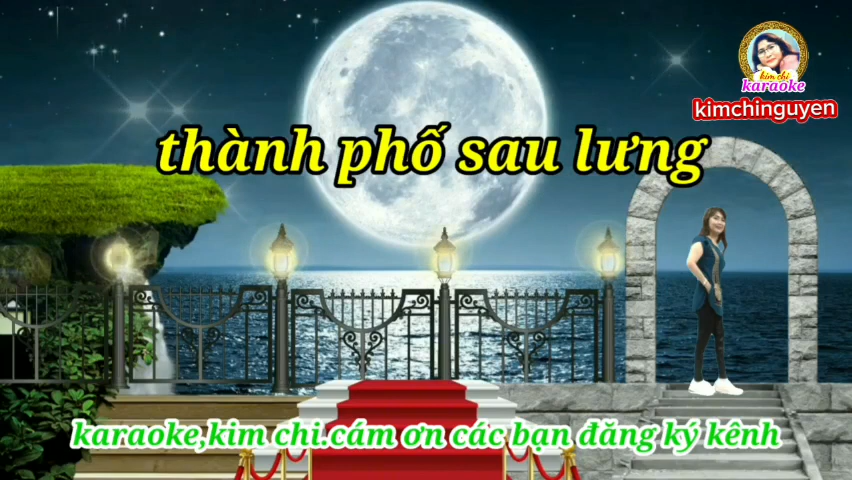 kim chi
karaoke
kimchinguyen
thành phố sau lưng
karaoke,kim chi.cám ơn các bạn đăng ký kênh